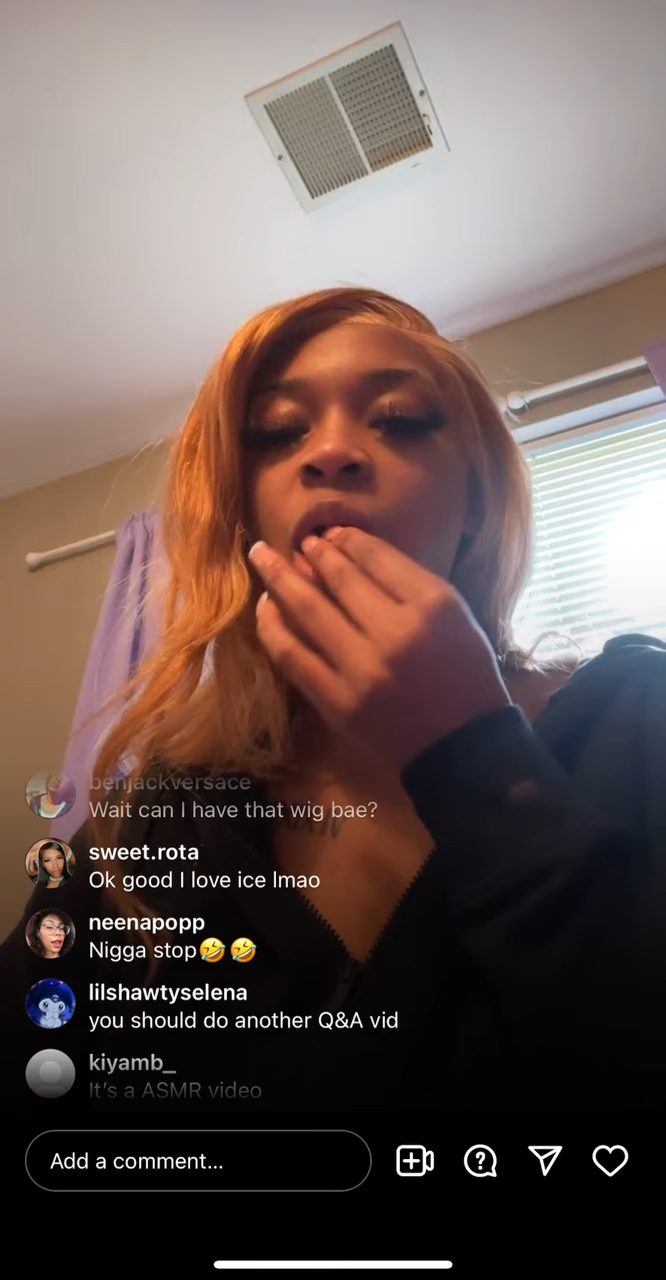 benjackversace
Wait can I have that wig bae?
sweet.rota
Ok good I love ice lmao
neenapopp
Nigga stop🤣 🤣
lilshawtyselena
you should do another Q&A vid
kiyamb_
It's a ASMR video
Add a comment...